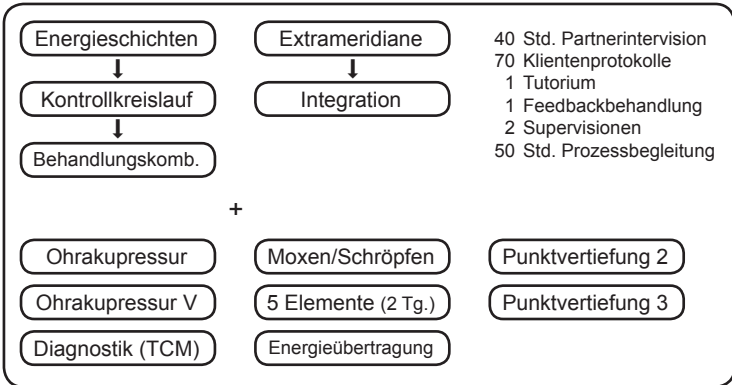 Energieschichten
Kontrollkreislauf
Behandlungskomb.
Extrameridiane
Integration
40 Std. Partnerintervision
70 Klientenprotokolle
1 Tutorium
1 Feedbackbehandlung
2 Supervisionen
50 Std. Prozessbegleitung
+
Ohrakupressur
Moxen/Schröpfen
Punktvertiefung 2
Ohrakupressur V
5 Elemente (2 Tg.)
Punktvertiefung 3
Diagnostik (TCM)
Energieübertragung